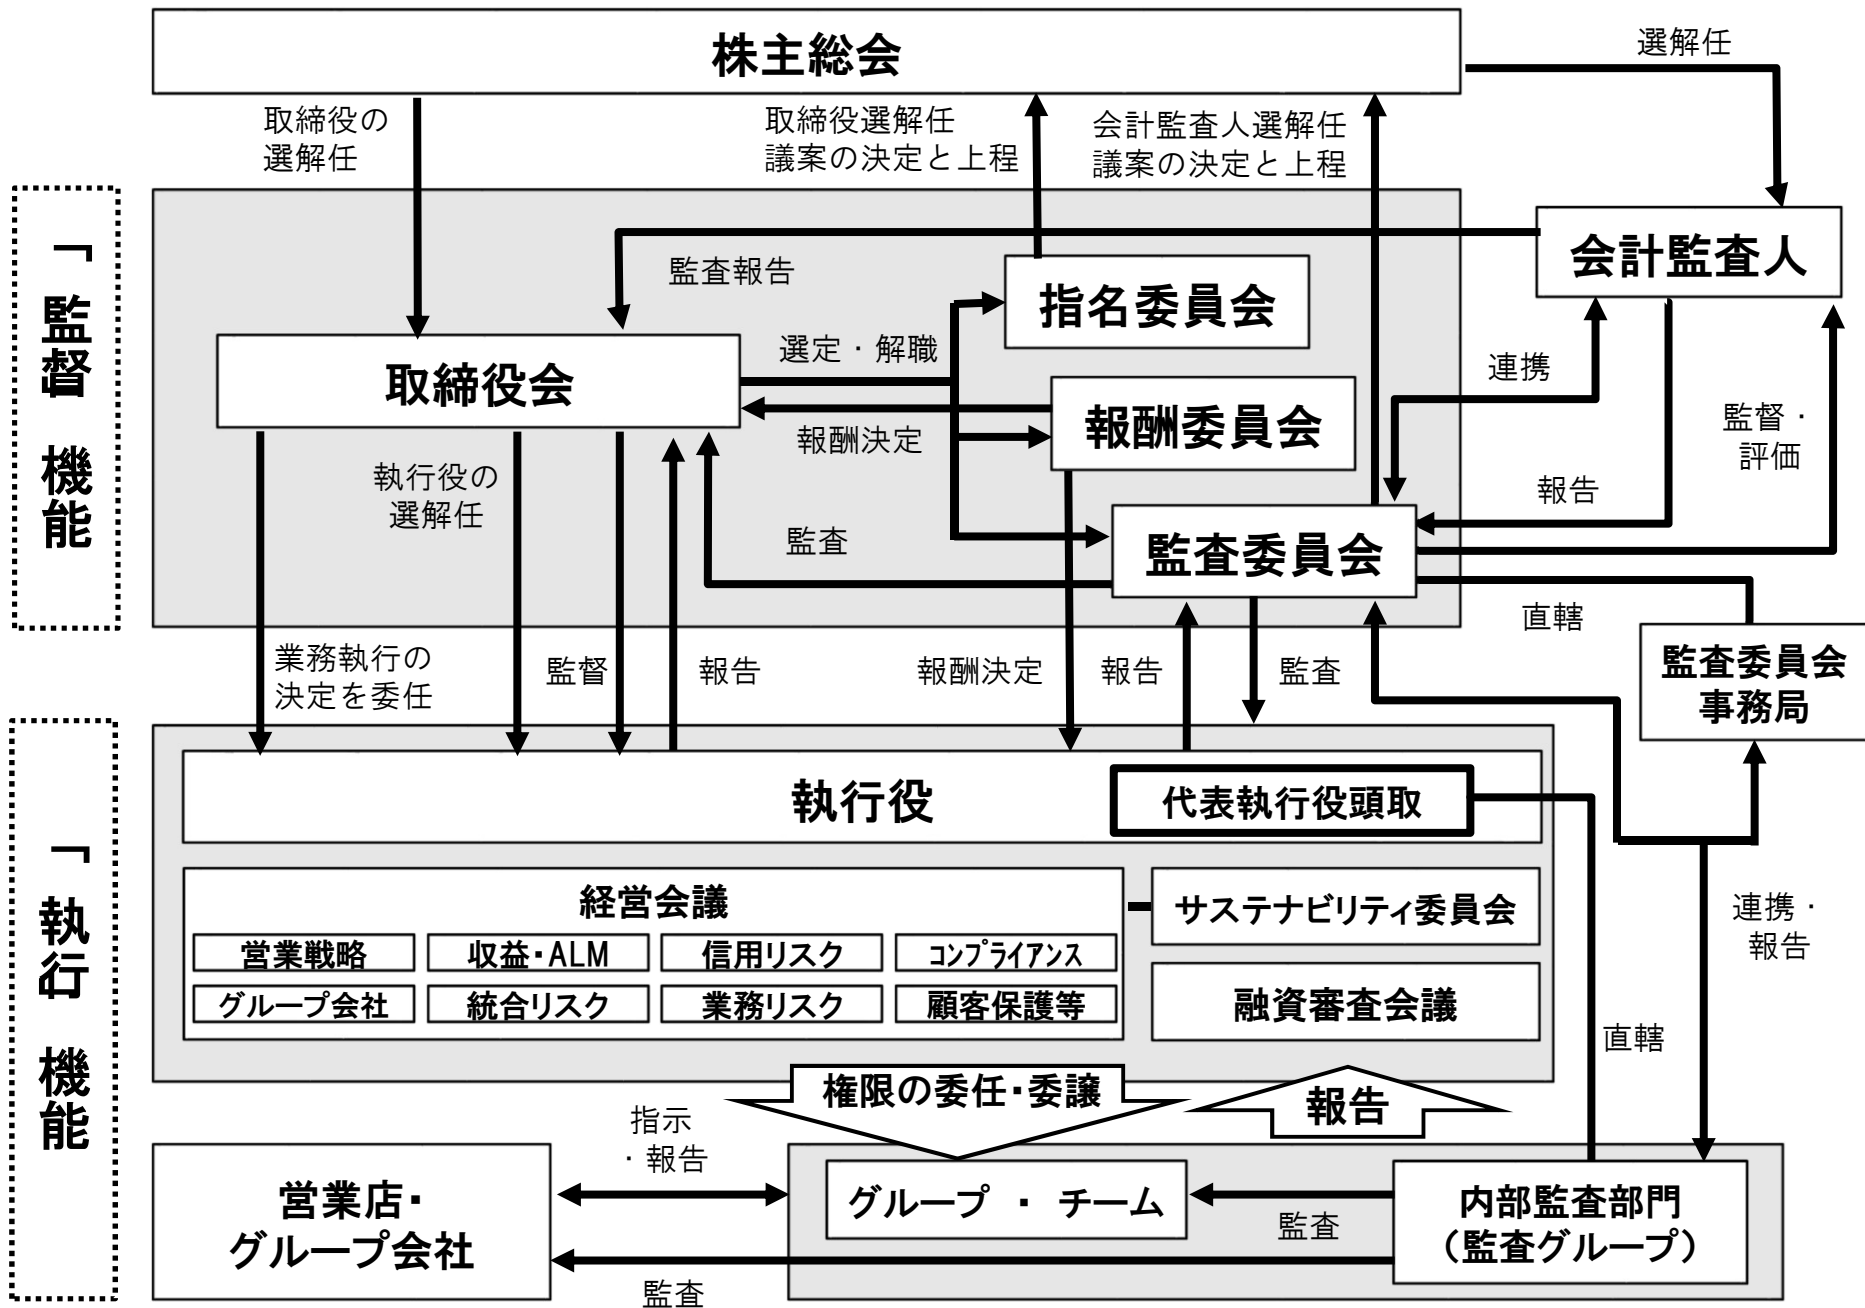 株主総会
選解任
取締役の
選解任
取締役選解任
議案の決定と上程
会計監査人選解任
議案の決定と上程
「監督」機能
会計監査人
監査報告
指名委員会
取締役会
選定・解職
連携
報酬委員会
報酬決定
監督・
評価
執行役の
選解任
報告
監査
監査委員会
直轄
監査委員会
事務局
業務執行の
決定を委任
監督
報告
報酬決定
報告
監査
「執行」機能
執行役
代表執行役頭取
経営会議
サステナビリティ委員会
営業戦略
収益・ALM
信用リスク
コンプライアンス
グループ会社
統合リスク
業務リスク
顧客保護等
融資審査会議
連携・
報告
直轄
権限の委任・委譲
報告
指示
・報告
営業店・
グループ会社
グループ ・ チーム
監査
内部監査部門
（監査グループ）
監査